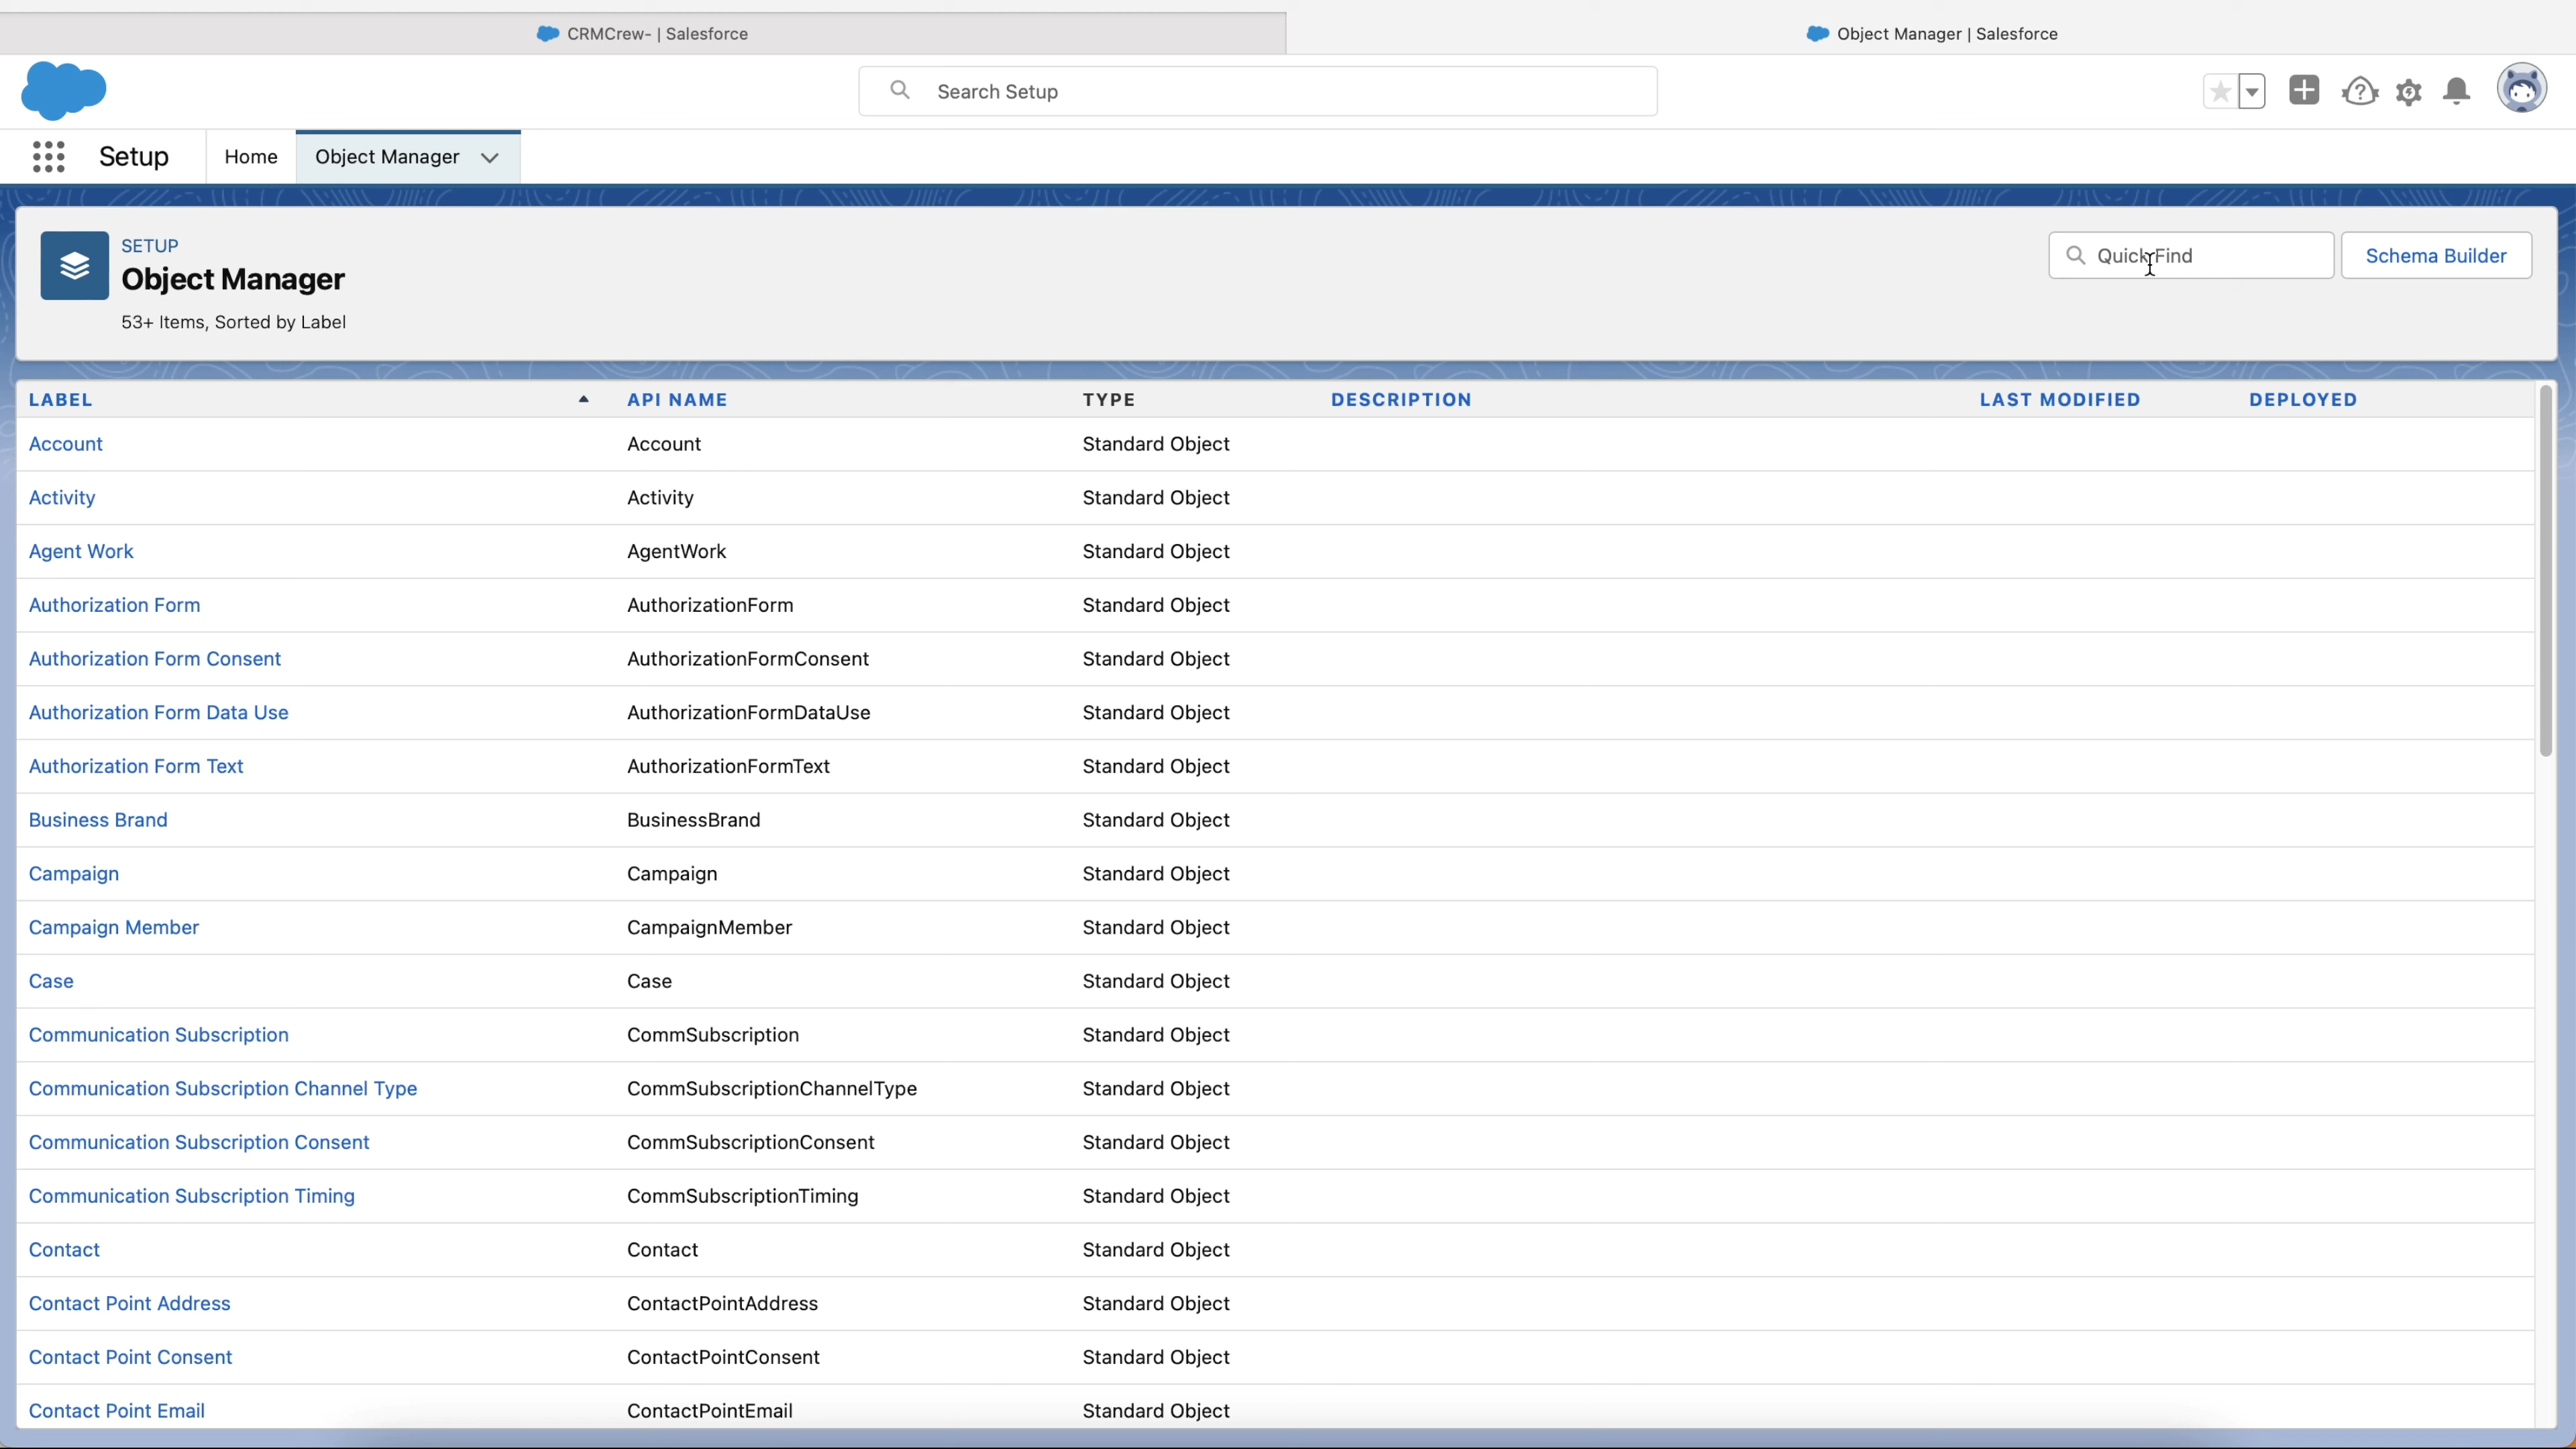 CRMCrew- | Salesforce
Object Manager | Salesforce
Search Setup
Setup
Home
Object Manager
SETUP
Object Manager
53+ Items, Sorted by Label
Quick Find
Schema Builder
LABEL API NAME TYPE DESCRIPTION LAST MODIFIED DEPLOYED
Account Account Standard Object
Activity Activity Standard Object
Agent Work AgentWork Standard Object
Authorization Form AuthorizationForm Standard Object
Authorization Form Consent AuthorizationFormConsent Standard Object
Authorization Form Data Use AuthorizationFormDataUse Standard Object
Authorization Form Text AuthorizationFormText Standard Object
Business Brand BusinessBrand Standard Object
Campaign Campaign Standard Object
Campaign Member CampaignMember Standard Object
Case Case Standard Object
Communication Subscription CommSubscription Standard Object
Communication Subscription Channel Type CommSubscriptionChannelType Standard Object
Communication Subscription Consent CommSubscriptionConsent Standard Object
Communication Subscription Timing CommSubscriptionTiming Standard Object
Contact Contact Standard Object
Contact Point Address ContactPointAddress Standard Object
Contact Point Consent ContactPointConsent Standard Object
Contact Point Email ContactPointEmail Standard Object